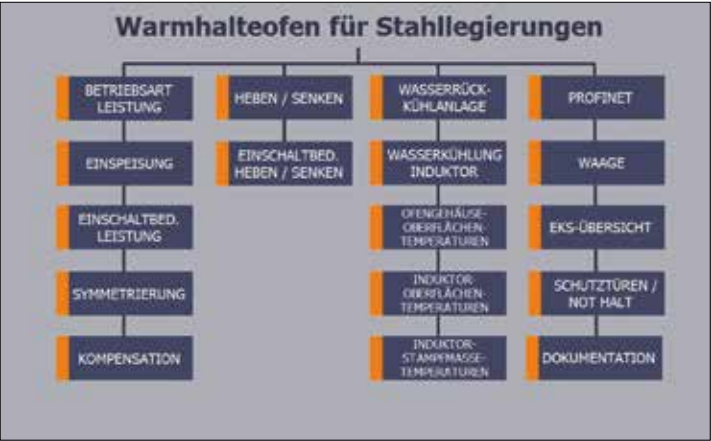 Warmhalteofen für Stahllegierungen
BETRIEBSART
LEISTUNG
EINSPEISUNG
EINSCHALTBED.
LEISTUNG
SYMMETRIERUNG
KOMPENSATION
HEBEN / SENKEN
EINSCHALTBED.
HEBEN / SENKEN
WASSERRÜCK-
KÜHLANLAGE
WASSERKÜHLUNG
INDUKTOR
OFENGEHÄUSE-
OBERFLÄCHEN-
TEMPERATUREN
INDUKTOR-
OBERFLÄCHEN-
TEMPERATUREN
INDUKTOR-
STAMPFMASSE-
TEMPERATUREN
PROFINET
WAAGE
EKS-ÜBERSICHT
SCHUTZTÜREN /
NOT HALT
DOKUMENTATION